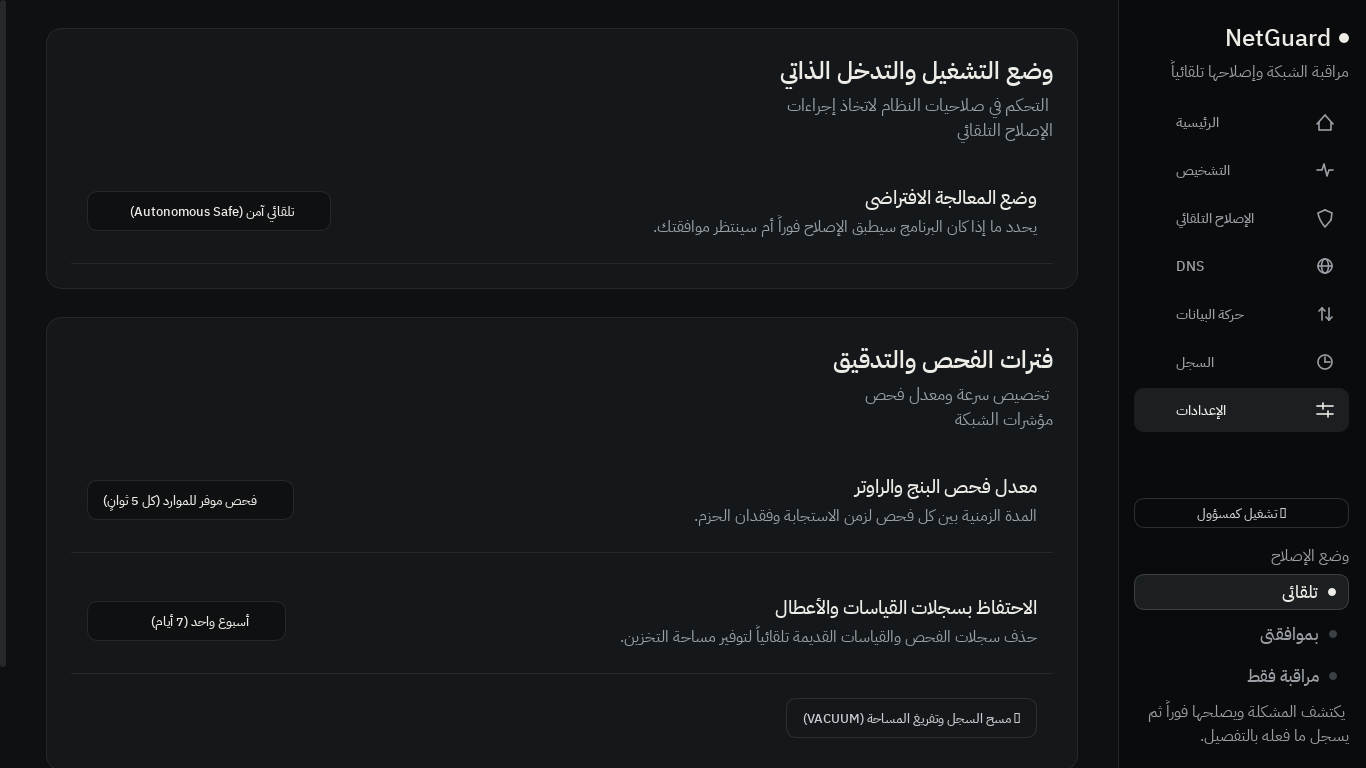 NetGuard
مراقبة الشبكة وإصلاحها تلقائياً
الرئيسية
التشخيص
الإصلاح التلقائي
DNS
حركة البيانات
السجل
الإعدادات
تشغيل كمسؤول
وضع الإصلاح
تلقائي
بموافقتي
مراقبة فقط
يكتشف المشكلة ويصلحها فوراً ثم
يسجل ما فعله بالتفصيل.
وضع التشغيل والتدخل الذاتي
التحكم في صلاحيات النظام لاتخاذ إجراءات
الإصلاح التلقائي
وضع المعالجة الافتراضي
يحدد ما إذا كان البرنامج سيطبق الإصلاح فوراً أم سينتظر موافقتك.
تلقائي آمن (Autonomous Safe)
فترات الفحص والتدقيق
تخصيص سرعة ومعدل فحص
مؤشرات الشبكة
معدل فحص البنج والراوتر
المدة الزمنية بين كل فحص لزمن الاستجابة وفقدان الحزم.
فحص موفر للموارد (كل 5 ثوانٍ)
الاحتفاظ بسجلات القياسات والأعطال
حذف سجلات الفحص والقياسات القديمة تلقائياً لتوفير مساحة التخزين.
أسبوع واحد (7 أيام)
مسح السجل وتفريغ المساحة (VACUUM)